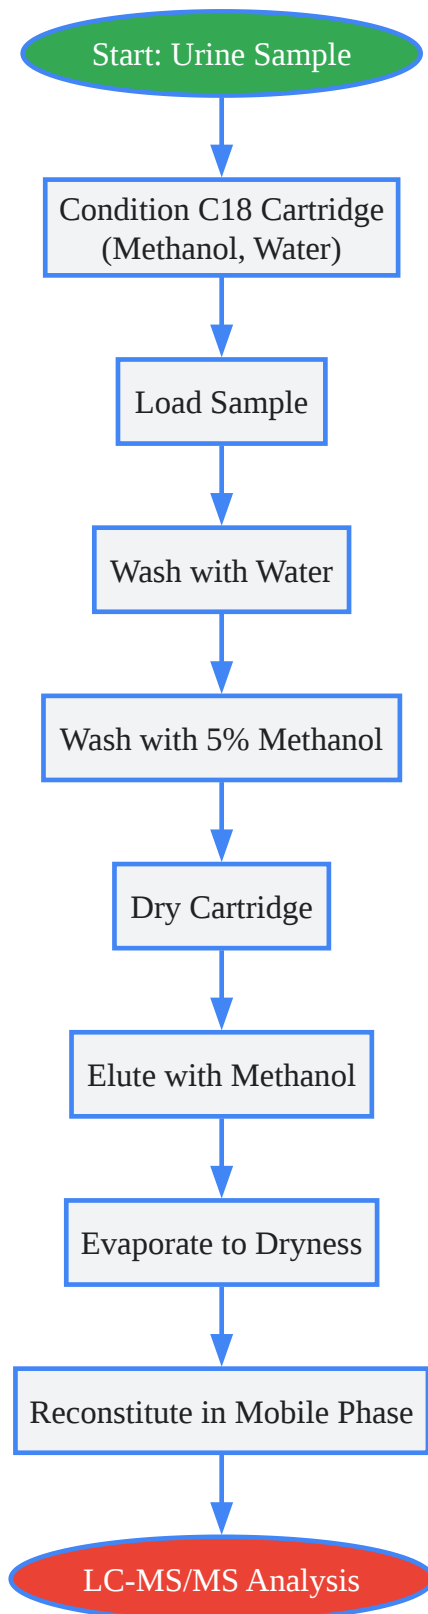 Start: Urine Sample
Condition C18 Cartridge
(Methanol, Water)
Load Sample
Wash with Water
Wash with 5% Methanol
Dry Cartridge
Elute with Methanol
Evaporate to Dryness
Reconstitute in Mobile Phase
LC-MS/MS Analysis